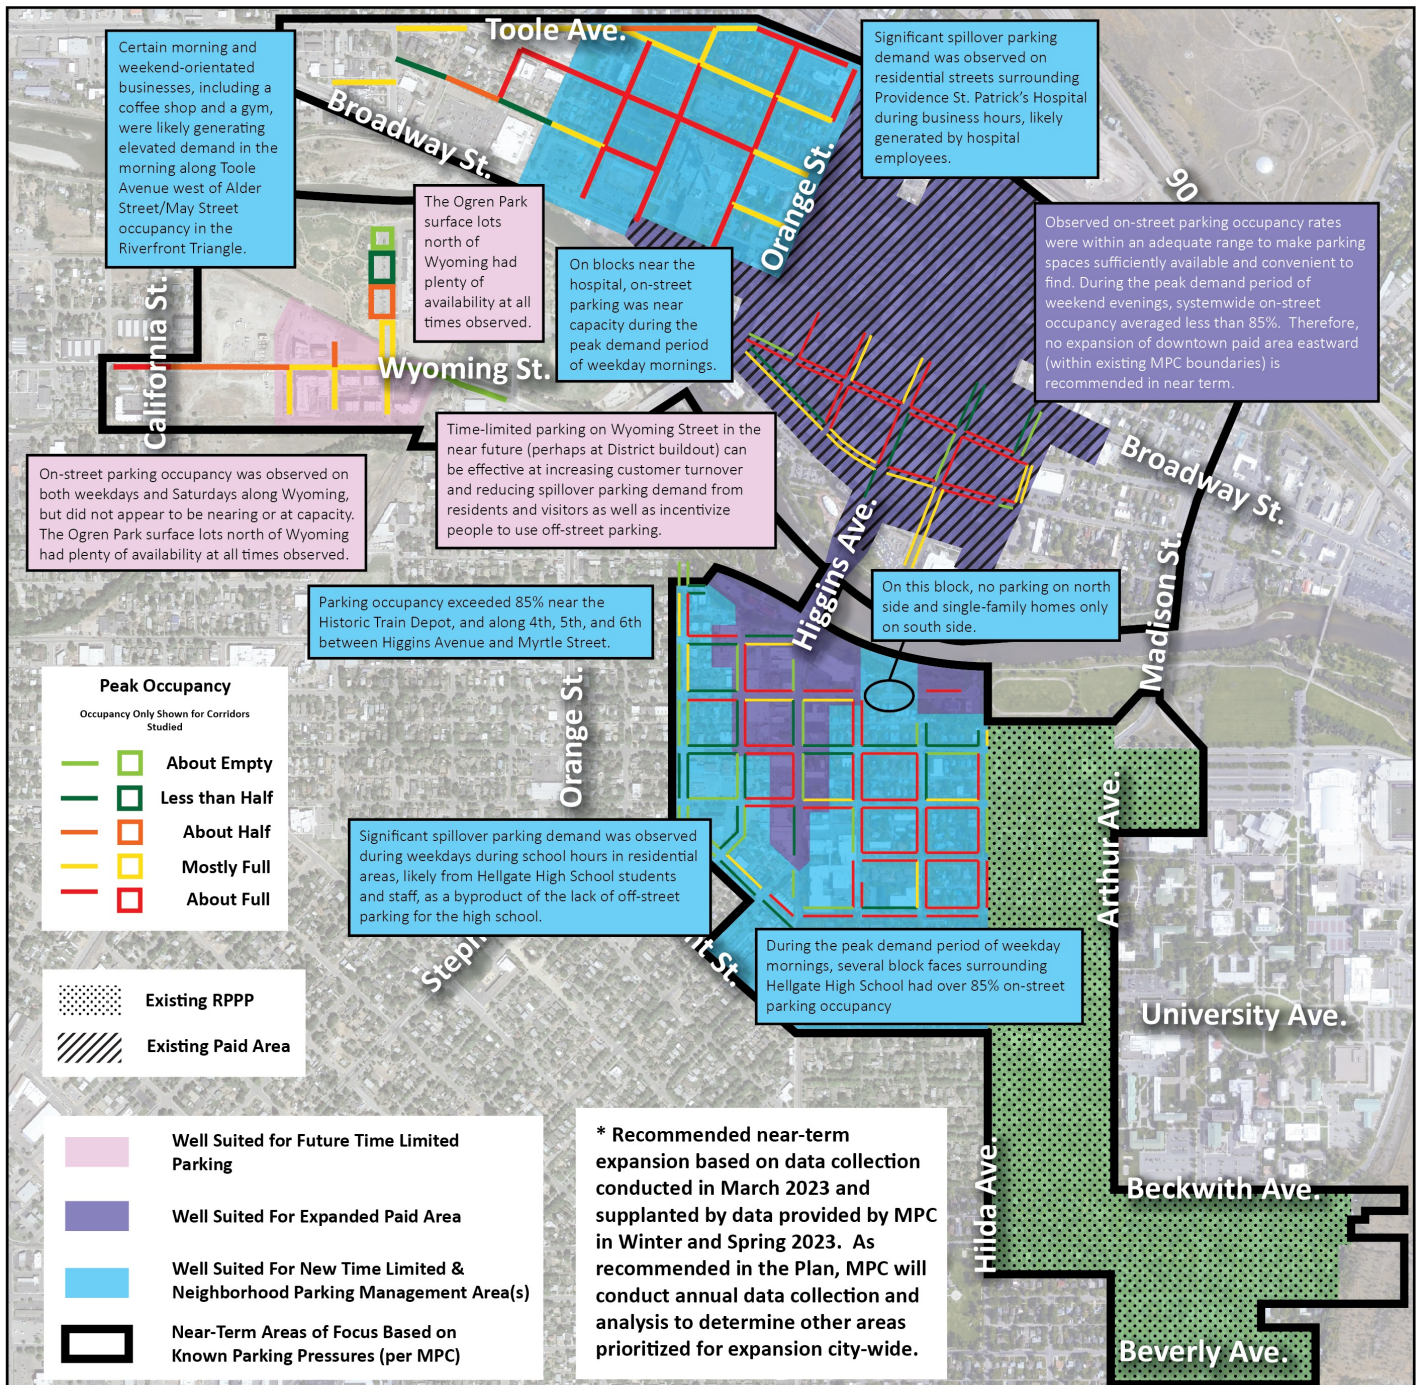 Toole Ave.
Certain morning and
weekend-orientated
businesses, including a
coffee shop and a gym,
were likely generating
elevated demand in the
morning along Toole
Avenue west of Alder
Street/May Street
occupancy in the
Riverfront Triangle.
Significant spillover parking
demand was observed on
residential streets surrounding
Providence St. Patrick's Hospital
during business hours, likely
generated by hospital
employees.
Broadway St.
90
Orange St.
The Ogren Park
surface lots
north of
Wyoming had
plenty of
availability at all
times observed.
On blocks near the
hospital, on-street
parking was near
capacity during the
peak demand period
of weekday mornings.
Observed on-street parking occupancy rates
were within an adequate range to make parking
spaces sufficiently available and convenient to
find. During the peak demand period of
weekend evenings, systemwide on-street
occupancy averaged less than 85%. Therefore,
no expansion of downtown paid area eastward
(within existing MPC boundaries) is
recommended in near term.
California St.
Wyoming St.
Time-limited parking on Wyoming Street in the
near future (perhaps at District buildout) can
be effective at increasing customer turnover
and reducing spillover parking demand from
residents and visitors as well as incentivize
people to use off-street parking.
On-street parking occupancy was observed on
both weekdays and Saturdays along Wyoming,
but did not appear to be nearing or at capacity.
The Ogren Park surface lots north of Wyoming
had plenty of availability at all times observed.
Broadway St.
Higgins Ave.
Madison St.
On this block, no parking on north
side and single-family homes only
on south side.
Parking occupancy exceeded 85% near the
Historic Train Depot, and along 4th, 5th, and 6th
between Higgins Avenue and Myrtle Street.
Orange St.
Peak Occupancy
Occupancy Only Shown for Corridors
Studied
About Empty
Less than Half
About Half
Mostly Full
About Full
Significant spillover parking demand was observed
during weekdays during school hours in residential
areas, likely from Hellgate High School students
and staff, as a byproduct of the lack of off-street
parking for the high school.
Arthur Ave.
Steph
nt St.
During the peak demand period of weekday
mornings, several block faces surrounding
Hellgate High School had over 85% on-street
parking occupancy
University Ave.
Existing RPPP
Existing Paid Area
Well Suited for Future Time Limited
Parking
Well Suited For Expanded Paid Area
Well Suited For New Time Limited &
Neighborhood Parking Management Area(s)
Near-Term Areas of Focus Based on
Known Parking Pressures (per MPC)
* Recommended near-term
expansion based on data collection
conducted in March 2023 and
supplanted by data provided by MPC
in Winter and Spring 2023. As
recommended in the Plan, MPC will
conduct annual data collection and
analysis to determine other areas
prioritized for expansion city-wide.
Hilda Ave.
Beckwith Ave.
Beverly Ave.